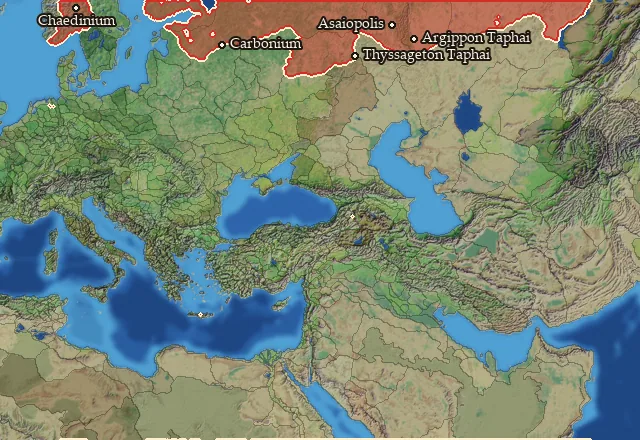 Chaedinium
Asaiopolis
Argippon Taphai
Carbonium
Thyssageton Taphai